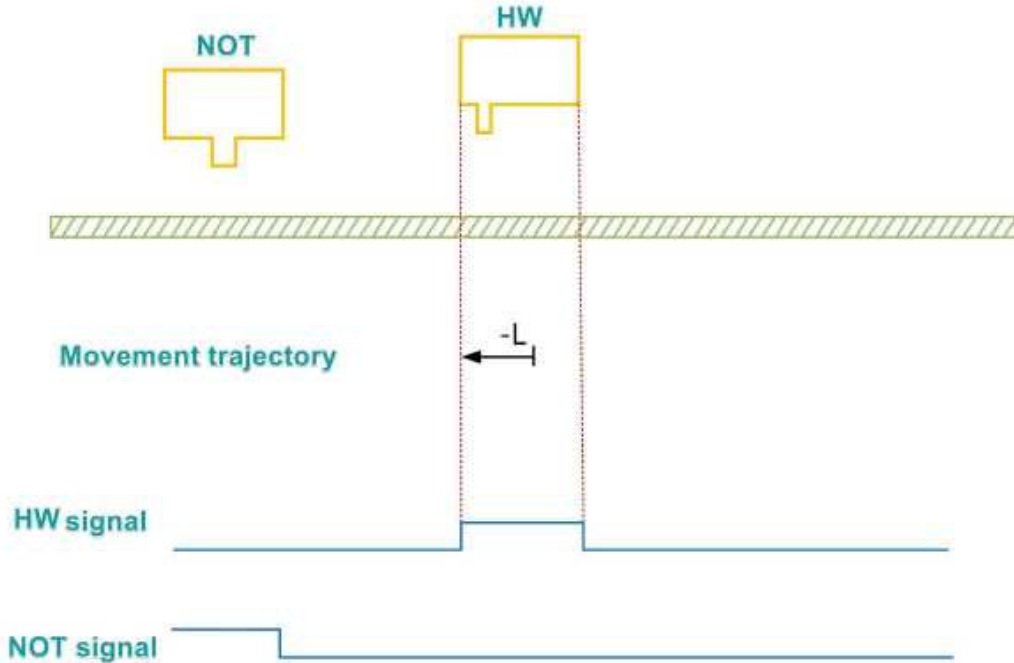 HW
NOT
-L
Movement trajectory
HW signal
NOT signal